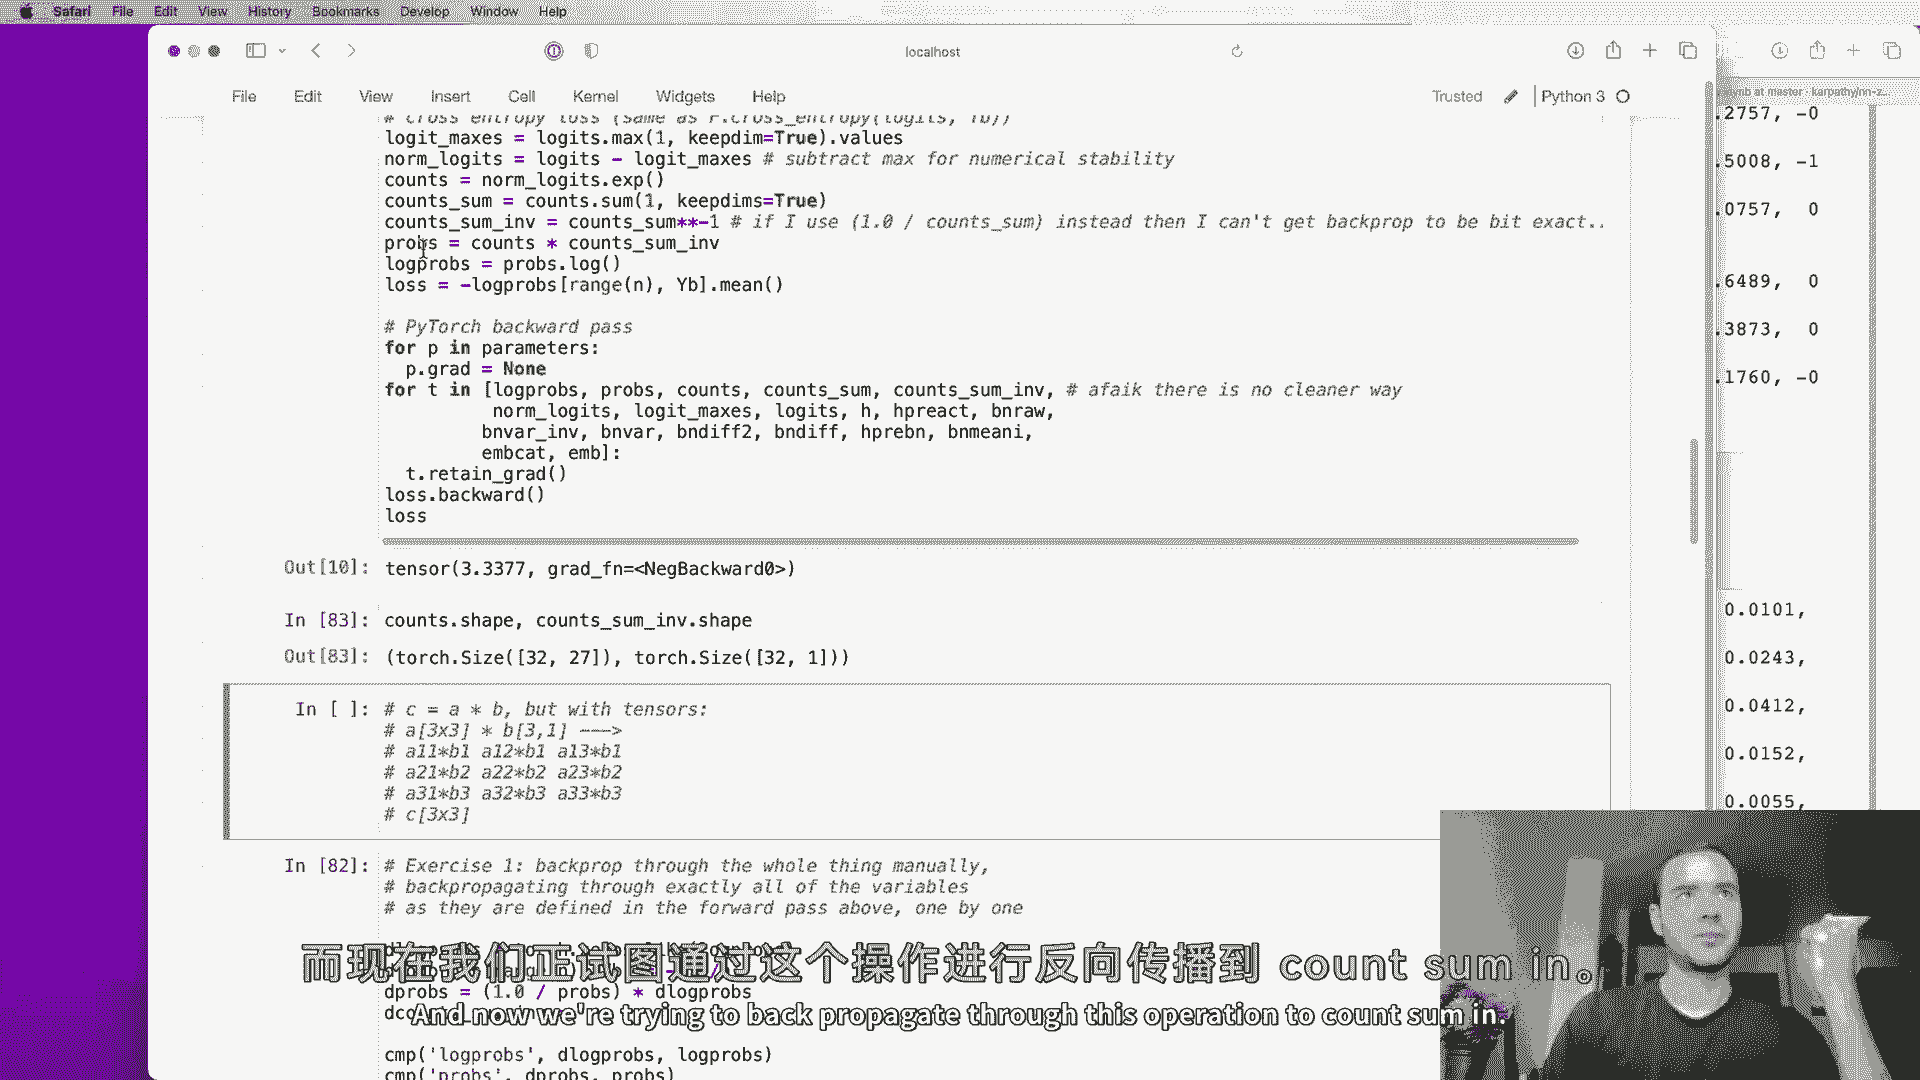 Safari File Edit View History Bookmarks Develop Window Help
localhost
File Edit View Insert Cell Kernel Widgets Help
Trusted Python 3
# cross entropy loss (same as F.cross_entropy(logits, Yb))
logit_maxes = logits.max(1, keepdim=True).values
norm_logits = logits - logit_maxes # subtract max for numerical stability
counts = norm_logits.exp()
counts_sum = counts.sum(1, keepdims=True)
counts_sum_inv = counts_sum**-1 # if I use (1.0 / counts_sum) instead then I can't get backprop to be bit exact..
probs = counts * counts_sum_inv
logprobs = probs.log()
loss = -logprobs[range(n), Yb].mean()
# PyTorch backward pass
for p in parameters:
p.grad = None
for t in [logprobs, probs, counts, counts_sum, counts_sum_inv, # afaik there is no cleaner way
norm_logits, logit_maxes, logits, h, hpreact, bnraw,
bnvar_inv, bnvar, bndiff2, bndiff, hprebn, bnmeani,
embcat, emb]:
t.retain_grad()
loss.backward()
loss
Out[10]: tensor(3.3377, grad_fn=<NegBackward0>)
In [83]: counts.shape, counts_sum_inv.shape
Out[83]: (torch.Size([32, 27]), torch.Size([32, 1]))
In [ ]: # c = a * b, but with tensors:
# a[3x3] * b[3,1] --->
# a11*b1 a12*b1 a13*b1
# a21*b2 a22*b2 a23*b2
# a31*b3 a32*b3 a33*b3
# c[3x3]
In [82]: # Exercise 1: backprop through the whole thing manually,
# backpropagating through exactly all of the variables
# as they are defined in the forward pass above, one by one
dprobs = (1.0 / probs) * dlogprobs
cmp('logprobs', dlogprobs, logprobs)
cmp('probs', dprobs, probs)
而现在我们正试图通过这个操作进行反向传播到 count sum in。
And now we're trying to back propagate through this operation to count sum in.
ynb at master · karpathy/nn-z...
.2757, -0
.5008, -1
.0757, 0
.6489, 0
.3873, 0
.1760, -0
0.0101,
0.0243,
0.0412,
0.0152,
0.0055,